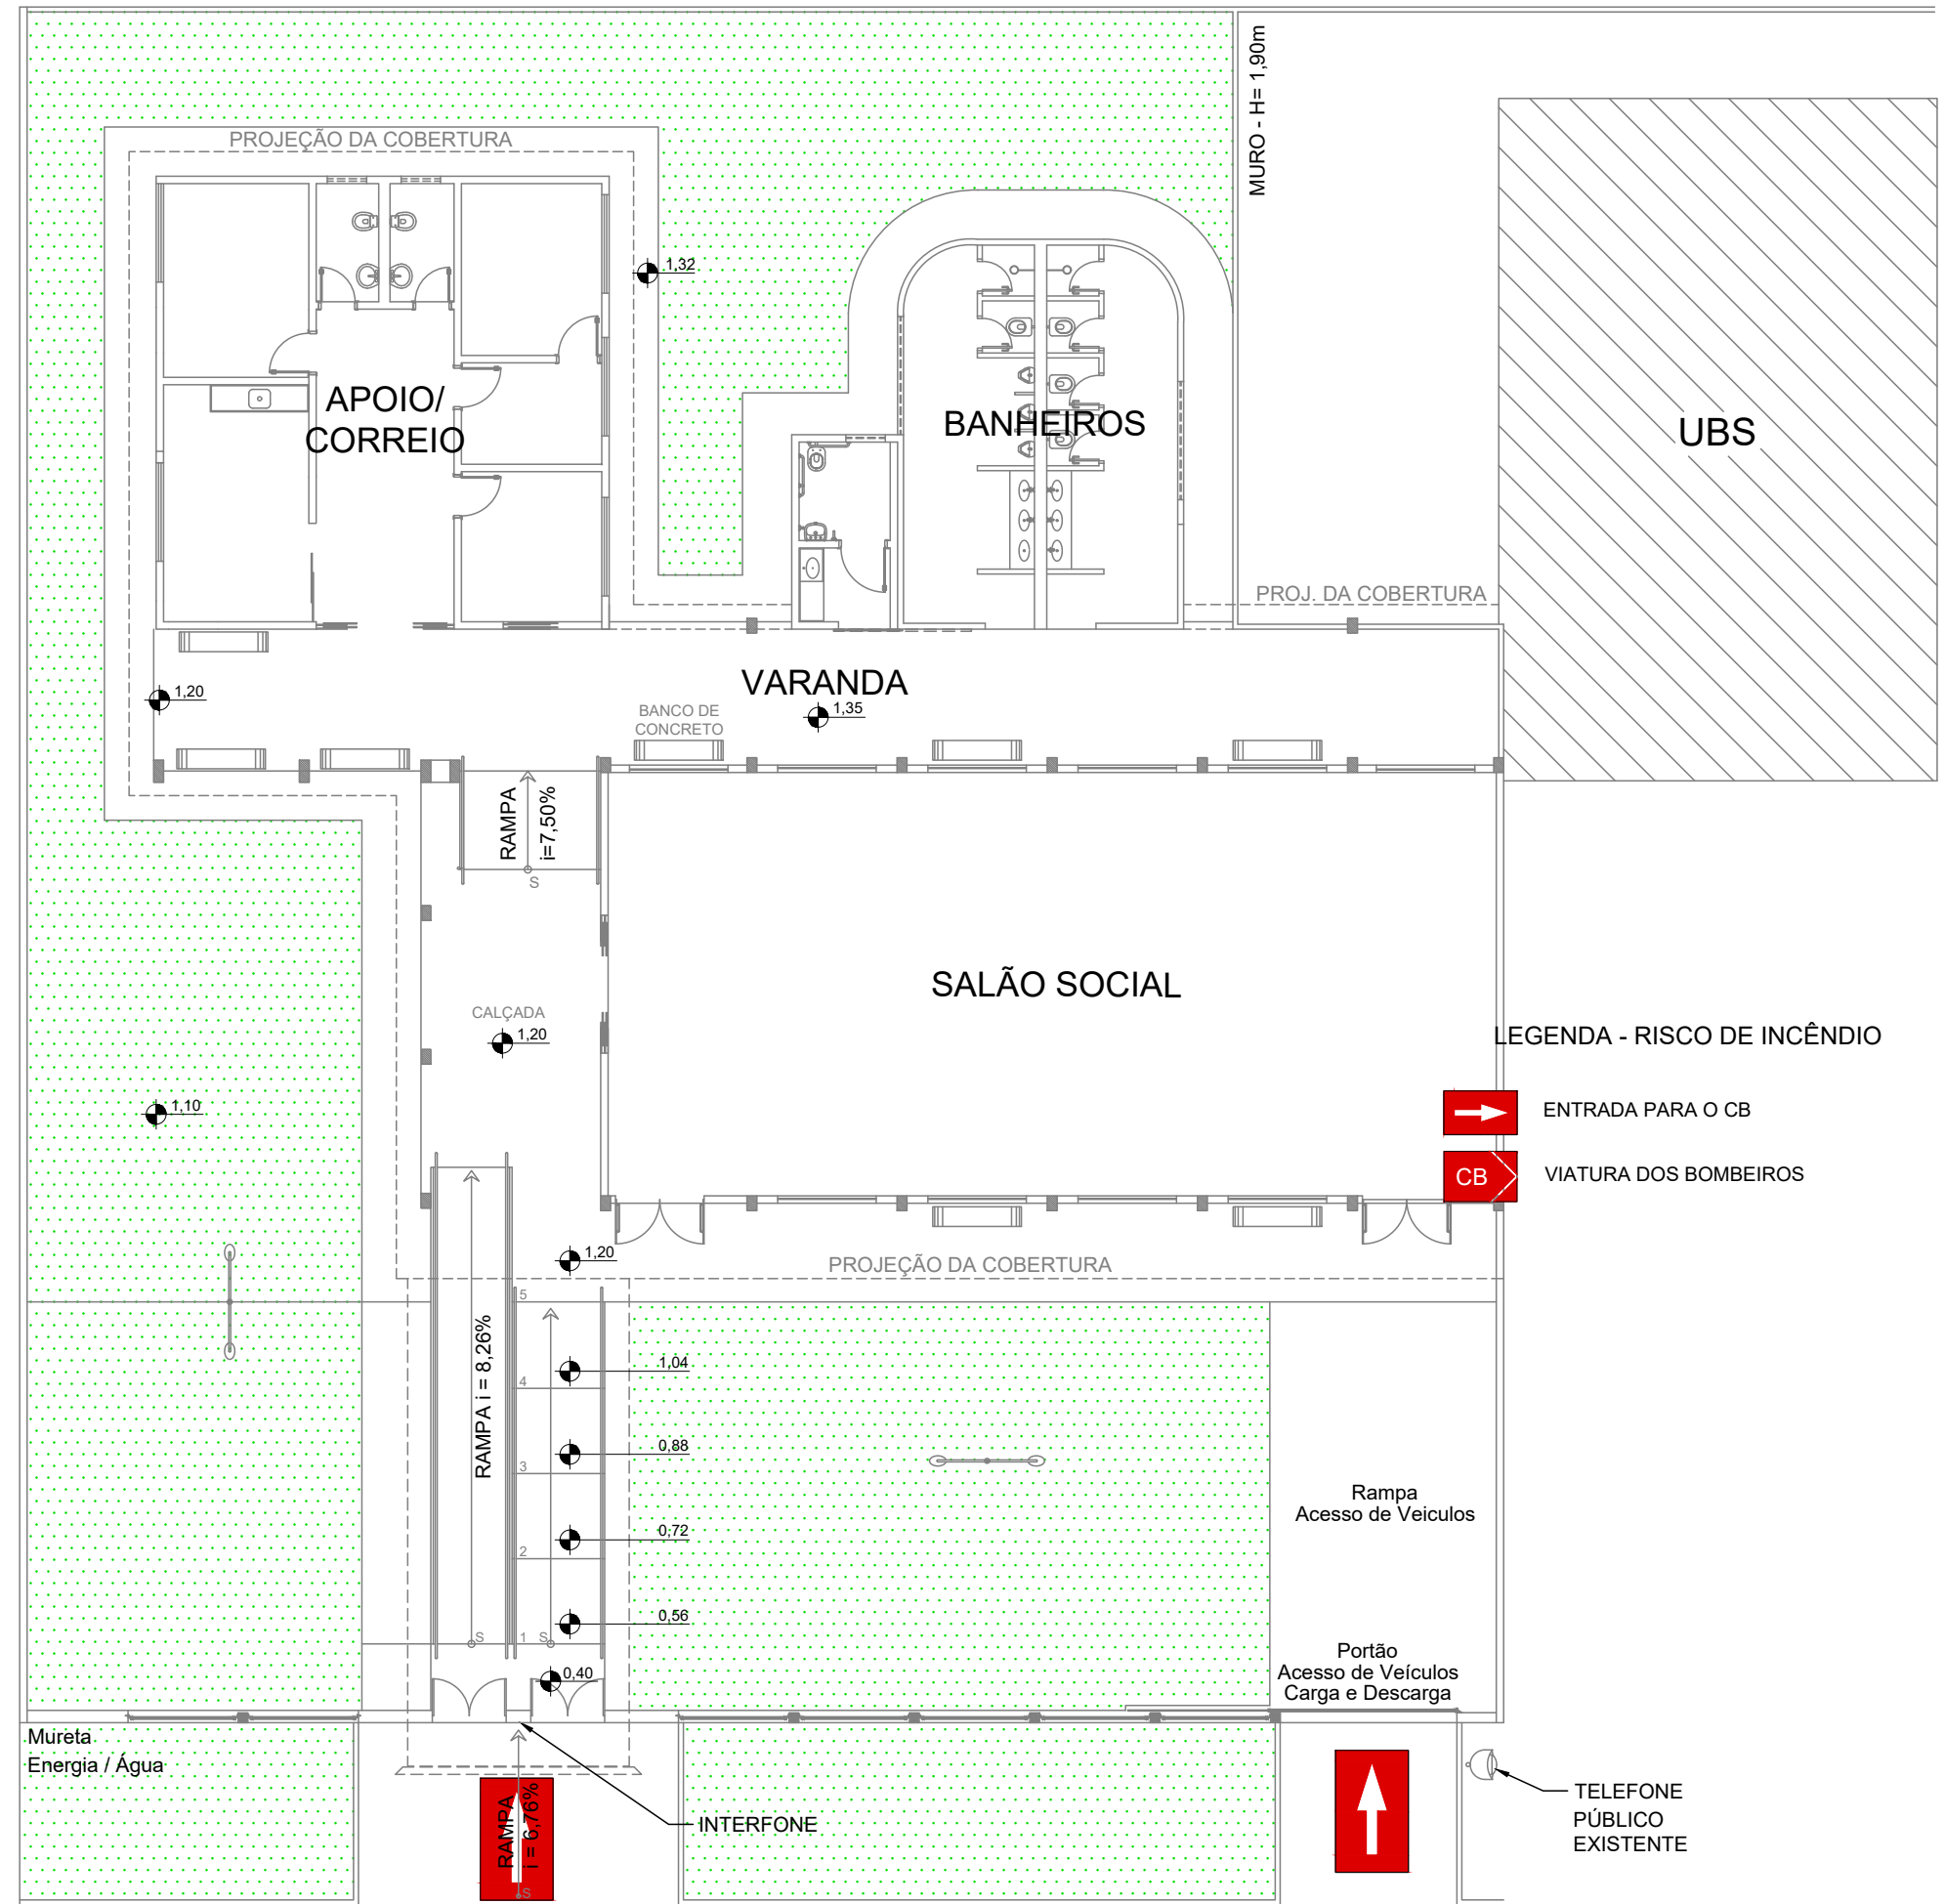 MURO - H= 1,90m
PROJEÇÃO DA COBERTURA
1,32
APOIO/
CORREIO
BANHEIROS
UBS
PROJ. DA COBERTURA
VARANDA
1,20
1,35
BANCO DE
CONCRETO
RAMPA
i=7,50%
S
SALÃO SOCIAL
CALÇADA
1,20
LEGENDA - RISCO DE INCÊNDIO
1,10
ENTRADA PARA O CB
CB
VIATURA DOS BOMBEIROS
1,20
PROJEÇÃO DA COBERTURA
5
RAMPA i = 8,26%
1,04
4
0,88
3
Rampa
Acesso de Veiculos
0,72
2
0,56
S
1
S
Portão
Acesso de Veículos
Carga e Descarga
0,40
Mureta
Energia / Água
RAMPA
i = 6,76%
S
INTERFONE
TELEFONE
PÚBLICO
EXISTENTE